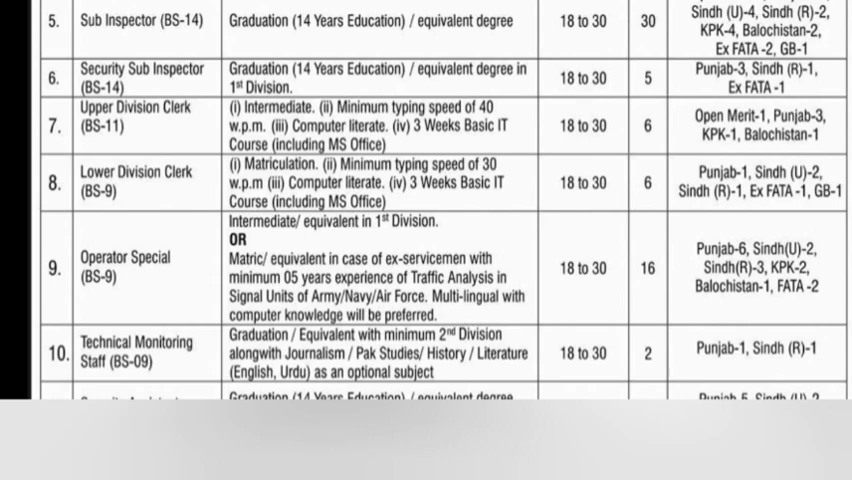 5. Sub Inspector (BS-14) Graduation (14 Years Education) / equivalent degree 18 to 30 30 Sindh (U)-4, Sindh (R)-2,
KPK-4, Balochistan-2,
Ex FATA -2, GB-1
6. Security Sub Inspector
(BS-14)
Graduation (14 Years Education) / equivalent degree in
1st Division.
18 to 30
5
Punjab-3, Sindh (R)-1,
Ex FATA -1
7. Upper Division Clerk
(BS-11)
(i) Intermediate. (ii) Minimum typing speed of 40
w.p.m. (iii) Computer literate. (iv) 3 Weeks Basic IT
Course (including MS Office)
18 to 30
6
Open Merit-1, Punjab-3,
KPK-1, Balochistan-1
8. Lower Division Clerk
(BS-9)
(i) Matriculation. (ii) Minimum typing speed of 30
w.p.m (iii) Computer literate. (iv) 3 Weeks Basic IT
Course (including MS Office)
18 to 30
6
Punjab-1, Sindh (U)-2,
Sindh (R)-1, Ex FATA -1, GB-1
9. Operator Special
(BS-9)
Intermediate/ equivalent in 1st Division.
OR
Matric/ equivalent in case of ex-servicemen with
minimum 05 years experience of Traffic Analysis in
Signal Units of Army/Navy/Air Force. Multi-lingual with
computer knowledge will be preferred.
18 to 30
16
Punjab-6, Sindh(U)-2,
Sindh(R)-3, KPK-2,
Balochistan-1, FATA -2
10. Technical Monitoring
Staff (BS-09)
Graduation / Equivalent with minimum 2nd Division
alongwith Journalism / Pak Studies/ History / Literature
(English, Urdu) as an optional subject
18 to 30
2
Punjab-1, Sindh (R)-1
Graduation (14 Years Education) / equivalent degree